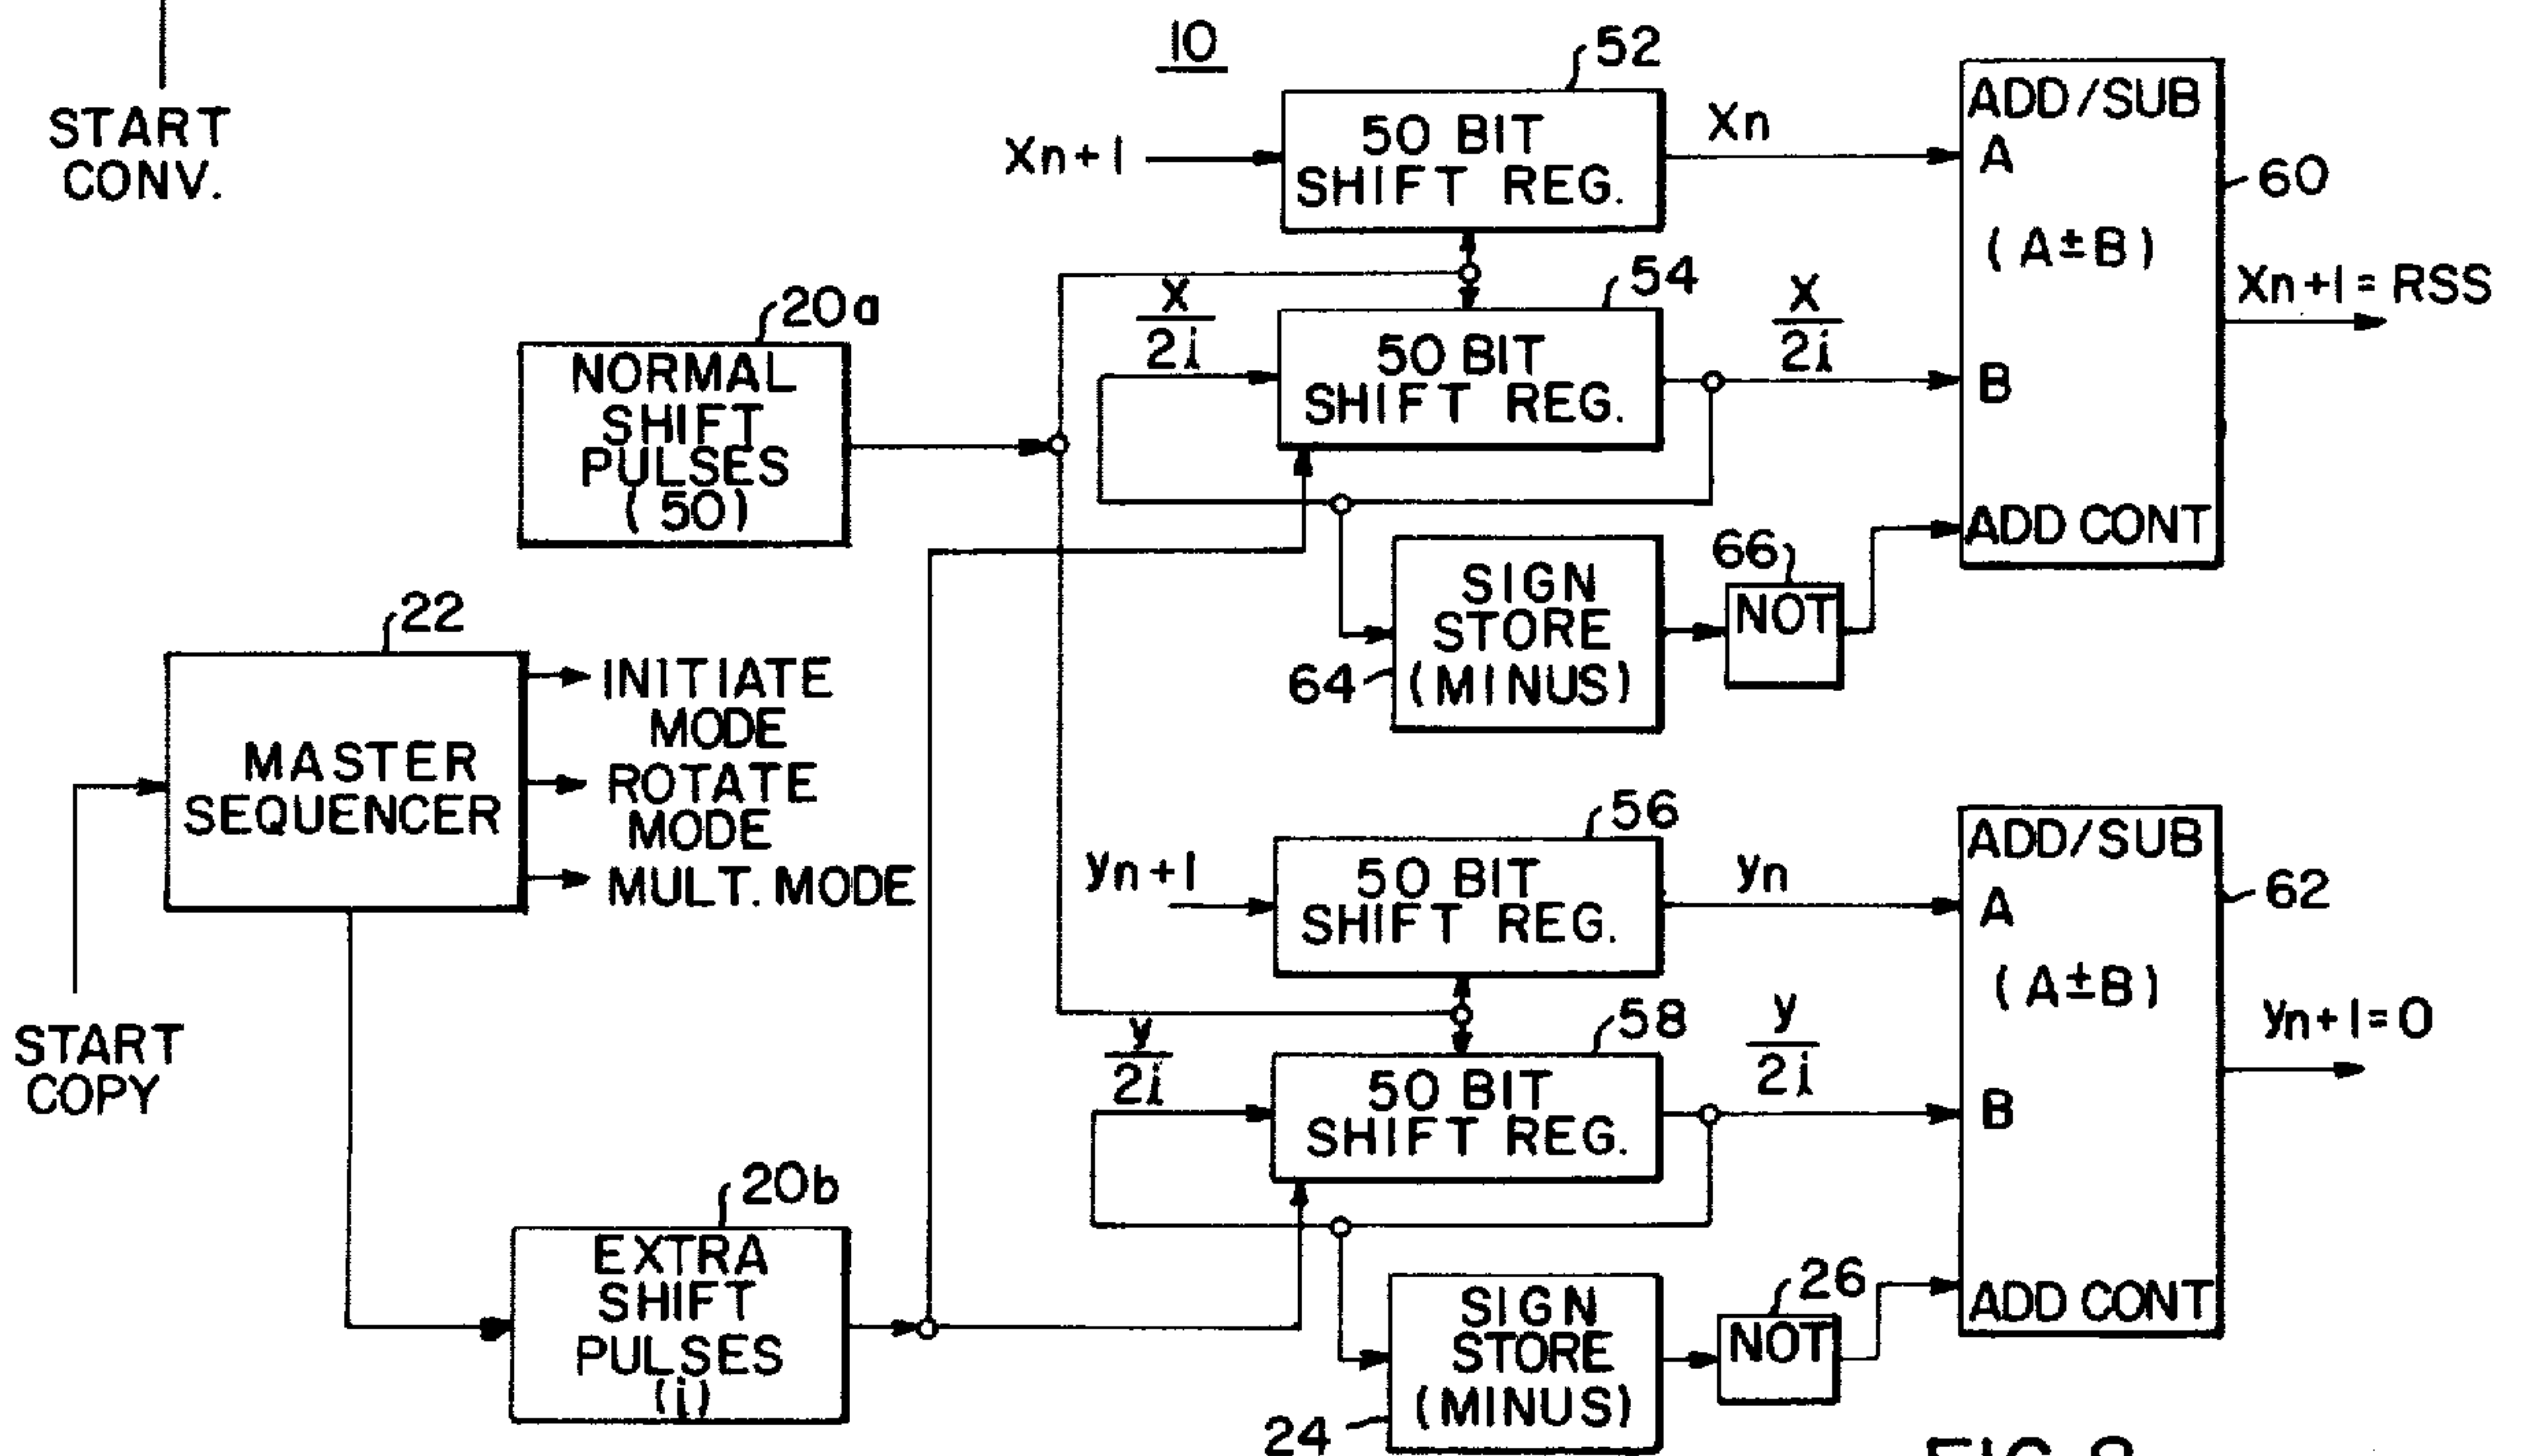 START
CONV.
10
52
Xn+1
50 BIT
SHIFT REG.
Xn
ADD/SUB
A
(A±B)
B
ADD CONT
60
Xn+1=RSS
20a
NORMAL
SHIFT
PULSES
(50)
X
2i
54
50 BIT
SHIFT REG.
X
2i
SIGN
STORE
(MINUS)
64
66
NOT
22
MASTER
SEQUENCER
INITIATE
MODE
ROTATE
MODE
MULT. MODE
START
COPY
56
yn+1
50 BIT
SHIFT REG.
yn
ADD/SUB
A
(A±B)
B
ADD CONT
62
yn+1=0
y
2i
58
50 BIT
SHIFT REG.
y
2i
20b
EXTRA
SHIFT
PULSES
(i)
SIGN
STORE
(MINUS)
24
26
NOT